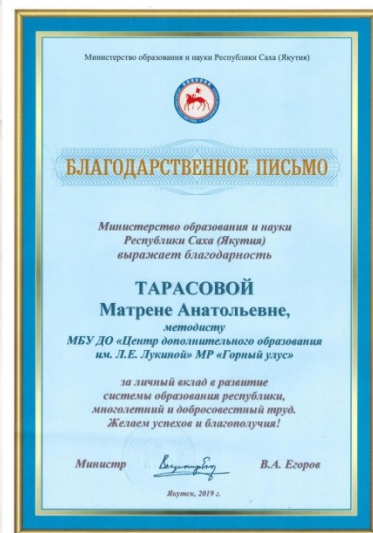 Министерство образования и науки Республики Саха (Якутия)
БЛАГОДАРСТВЕННОЕ ПИСЬМО
Министерство образования и науки
Республики Саха (Якутия)
выражает благодарность
ТАРАСОВОЙ
Матрене Анатольевне,
методисту
МБУ ДО «Центр дополнительного образования
им. Л.Е. Лукиной» МР «Горный улус»
за личный вклад в развитие
системы образования республики,
многолетний и добросовестный труд.
Желаем успехов и благополучия!
Министр В.А. Егоров
Якутск, 2019 г.